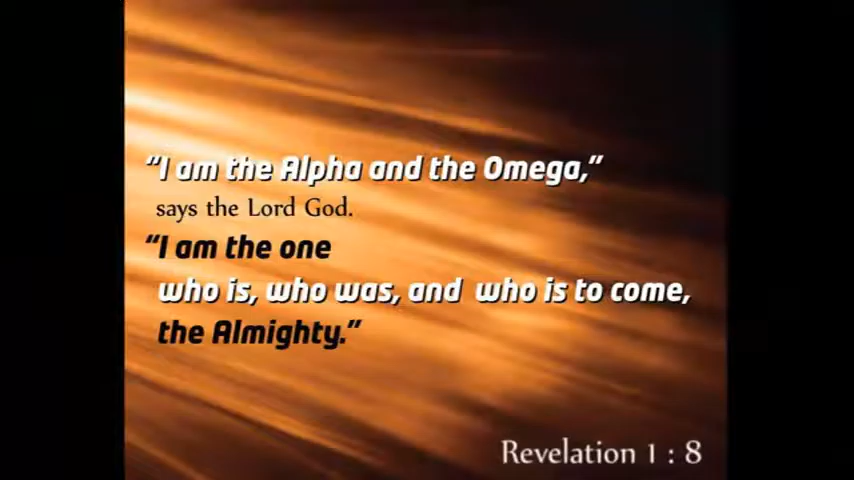 “I am the Alpha and the Omega,”
says the Lord God.
“I am the one
who is, who was, and who is to come,
the Almighty.”
Revelation 1 : 8